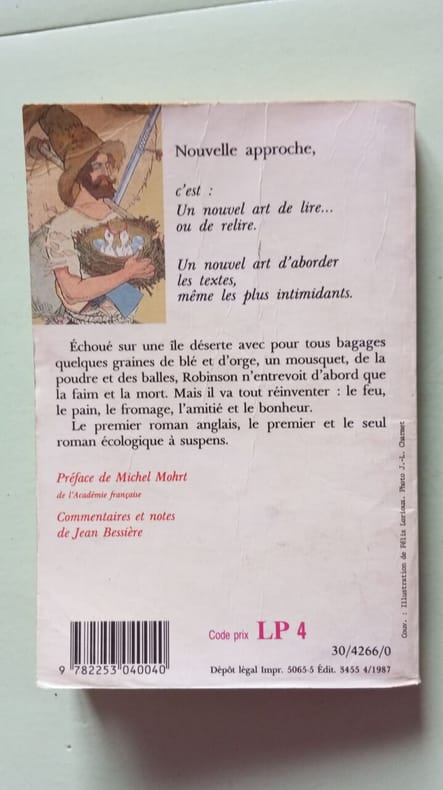 Nouvelle approche,
c'est :
Un nouvel art de lire...
ou de relire.
Un nouvel art d'aborder
les textes,
même les plus intimidants.
Échoué sur une île déserte avec pour tous bagages
quelques graines de blé et d'orge, un mousquet, de la
poudre et des balles, Robinson n'entrevoit d'abord que
la faim et la mort. Mais il va tout réinventer : le feu,
le pain, le fromage, l'amitié et le bonheur.
Le premier roman anglais, le premier et le seul
roman écologique à suspens.
Préface de Michel Mohrt
de l'Académie française
Commentaires et notes
de Jean Bessière
Couv. : Illustration de Félix Lorioux. Photo J.-L. Charmet
Code prix LP 4
30/4266/0
9 782253 040040
Dépôt légal Impr. 5065-5 Édit. 3455 4/1987